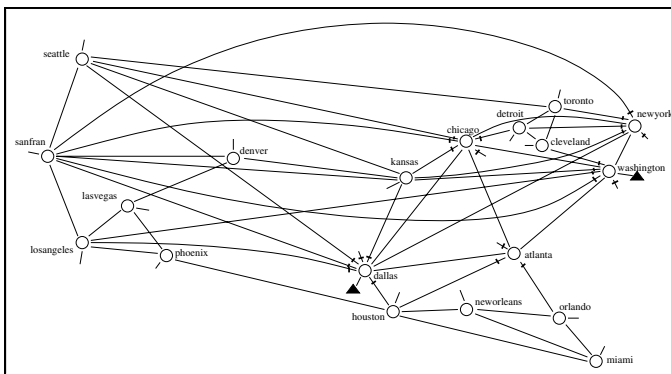 seattle
toronto
detroit
newyork
chicago
sanfran
cleveland
denver
kansas
washington
lasvegas
losangeles
phoenix
atlanta
dallas
neworleans
orlando
houston
miami